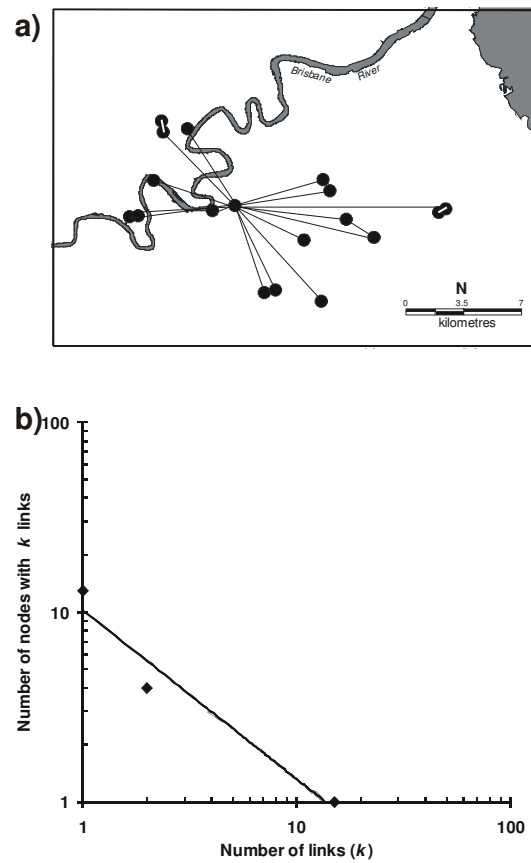 a)
Brisbane River
N
0 3.5 7
kilometres
b)
100
10
1
Number of nodes with k links
1 10 100
Number of links (k)